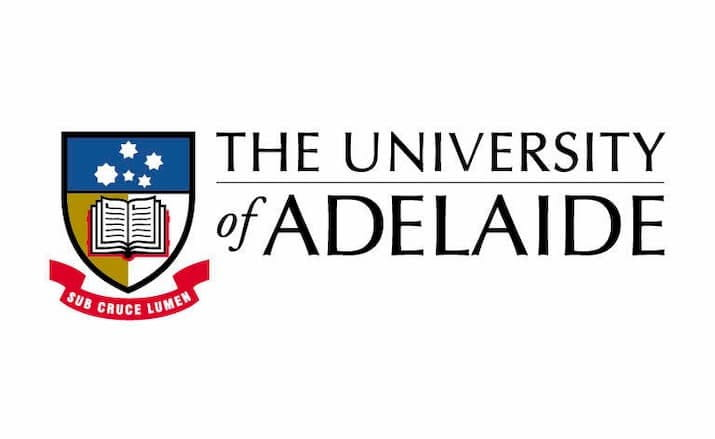 THE UNIVERSITY
of ADELAIDE
SUB CRUCE LUMEN